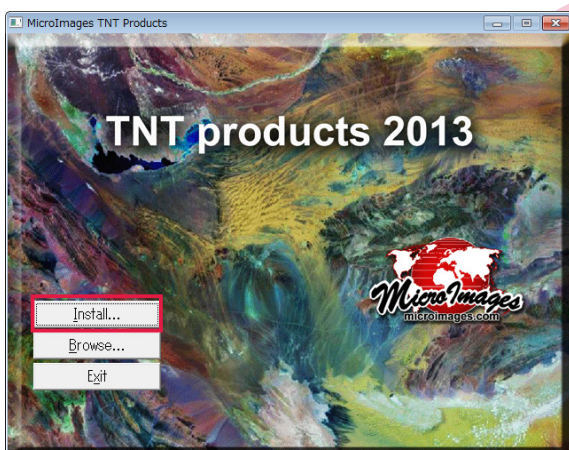 MicroImages TNT Products
TNT products 2013
MicroImages
microimages.com
Install...
Browse...
Exit